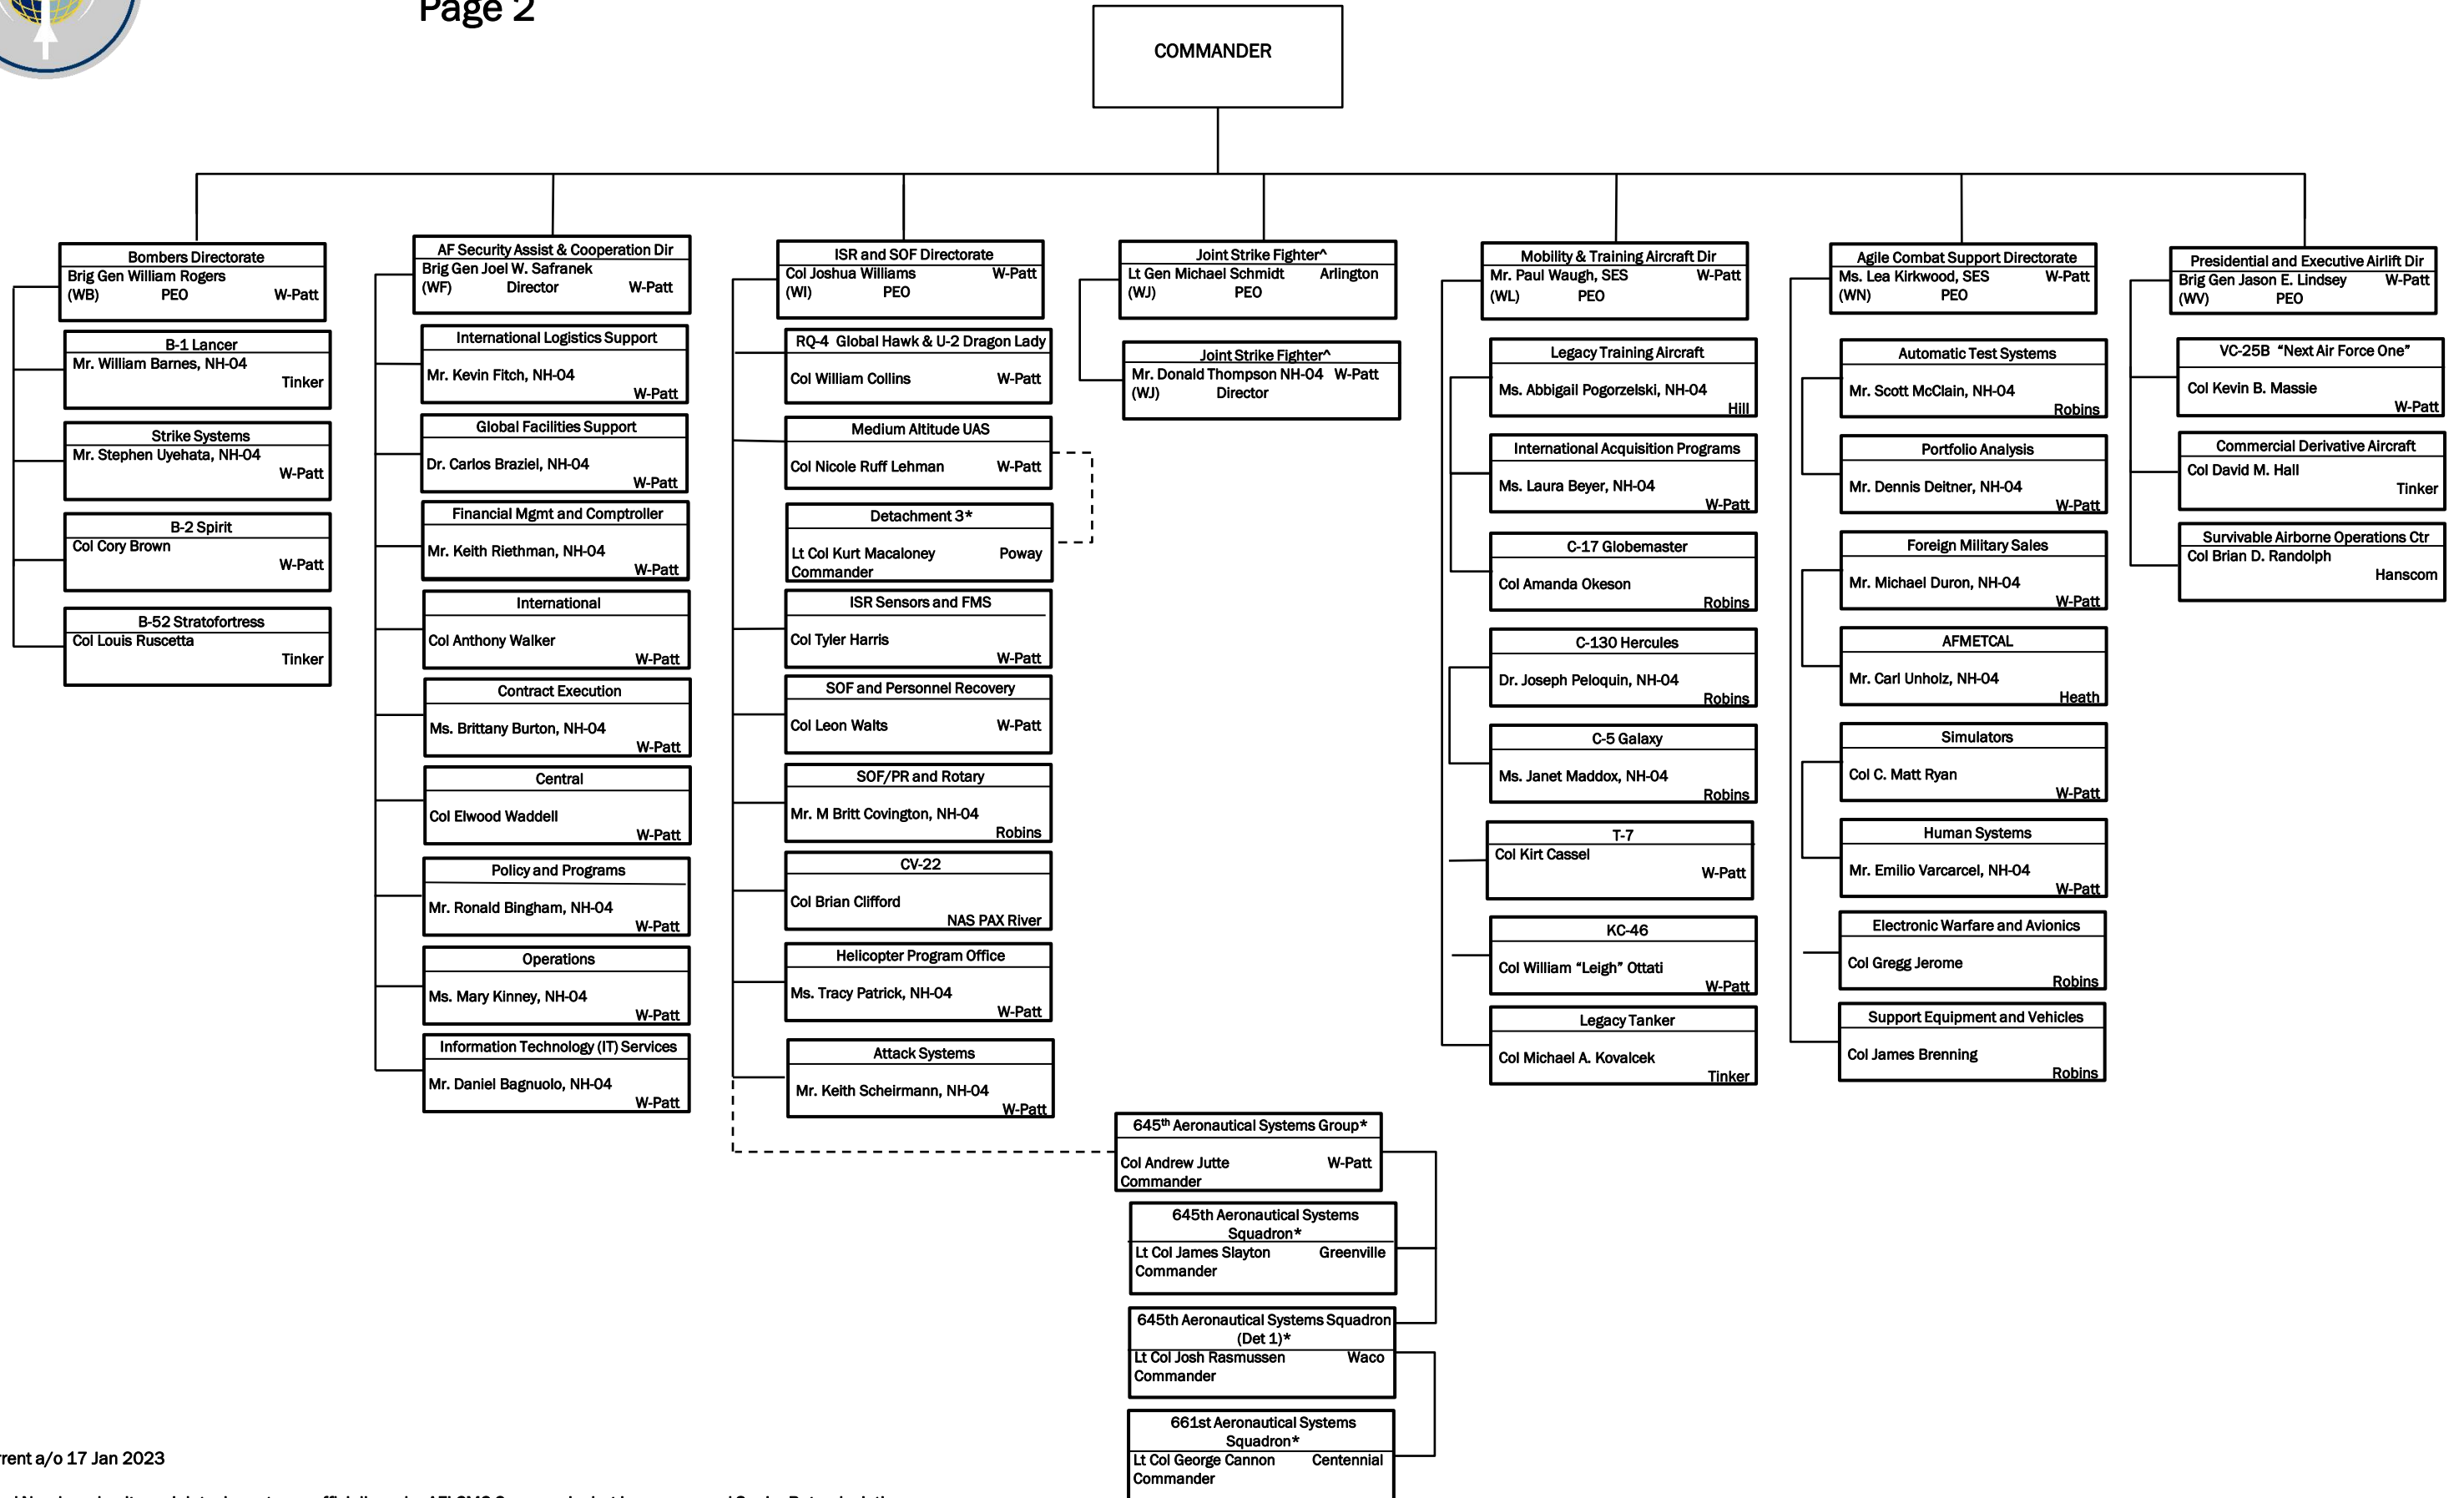 Page 2
COMMANDER
Bombers Directorate
Brig Gen William Rogers
(WB) PEO W-Patt
B-1 Lancer
Mr. William Barnes, NH-04
Tinker
Strike Systems
Mr. Stephen Uyehata, NH-04
W-Patt
B-2 Spirit
Col Cory Brown
W-Patt
B-52 Stratofortress
Col Louis Ruscetta
Tinker
AF Security Assist & Cooperation Dir
Brig Gen Joel W. Safranek
(WF) Director W-Patt
International Logistics Support
Mr. Kevin Fitch, NH-04
W-Patt
Global Facilities Support
Dr. Carlos Braziel, NH-04
W-Patt
Financial Mgmt and Comptroller
Mr. Keith Riethman, NH-04
W-Patt
International
Col Anthony Walker
W-Patt
Contract Execution
Ms. Brittany Burton, NH-04
W-Patt
Central
Col Elwood Waddell
W-Patt
Policy and Programs
Mr. Ronald Bingham, NH-04
W-Patt
Operations
Ms. Mary Kinney, NH-04
W-Patt
Information Technology (IT) Services
Mr. Daniel Bagnuolo, NH-04
W-Patt
ISR and SOF Directorate
Col Joshua Williams W-Patt
(WI) PEO
RQ-4 Global Hawk & U-2 Dragon Lady
Col William Collins W-Patt
Medium Altitude UAS
Col Nicole Ruff Lehman W-Patt
Detachment 3*
Lt Col Kurt Macaloney Poway
Commander
ISR Sensors and FMS
Col Tyler Harris
W-Patt
SOF and Personnel Recovery
Col Leon Walts W-Patt
SOF/PR and Rotary
Mr. M Britt Covington, NH-04
Robins
CV-22
Col Brian Clifford
NAS PAX River
Helicopter Program Office
Ms. Tracy Patrick, NH-04
W-Patt
Attack Systems
Mr. Keith Scheirmann, NH-04
W-Patt
Joint Strike Fighter^
Lt Gen Michael Schmidt Arlington
(WJ) PEO
Joint Strike Fighter^
Mr. Donald Thompson NH-04 W-Patt
(WJ) Director
645th Aeronautical Systems Group*
Col Andrew Jutte W-Patt
Commander
645th Aeronautical Systems
Squadron*
Lt Col James Slayton Greenville
Commander
645th Aeronautical Systems Squadron
(Det 1)*
Lt Col Josh Rasmussen Waco
Commander
661st Aeronautical Systems
Squadron*
Lt Col George Cannon Centennial
Commander
Mobility & Training Aircraft Dir
Mr. Paul Waugh, SES W-Patt
(WL) PEO
Legacy Training Aircraft
Ms. Abbigail Pogorzelski, NH-04
Hill
International Acquisition Programs
Ms. Laura Beyer, NH-04
W-Patt
C-17 Globemaster
Col Amanda Okeson
Robins
C-130 Hercules
Dr. Joseph Peloquin, NH-04
Robins
C-5 Galaxy
Ms. Janet Maddox, NH-04
Robins
T-7
Col Kirt Cassel
W-Patt
KC-46
Col William “Leigh” Ottati
W-Patt
Legacy Tanker
Col Michael A. Kovalcek
Tinker
Agile Combat Support Directorate
Ms. Lea Kirkwood, SES W-Patt
(WN) PEO
Automatic Test Systems
Mr. Scott McClain, NH-04
Robins
Portfolio Analysis
Mr. Dennis Deitner, NH-04
W-Patt
Foreign Military Sales
Mr. Michael Duron, NH-04
W-Patt
AFMETCAL
Mr. Carl Unholz, NH-04
Heath
Simulators
Col C. Matt Ryan
W-Patt
Human Systems
Mr. Emilio Varcarcel, NH-04
W-Patt
Electronic Warfare and Avionics
Col Gregg Jerome
Robins
Support Equipment and Vehicles
Col James Brenning
Robins
Presidential and Executive Airlift Dir
Brig Gen Jason E. Lindsey W-Patt
(WV) PEO
VC-25B “Next Air Force One”
Col Kevin B. Massie
W-Patt
Commercial Derivative Aircraft
Col David M. Hall
Tinker
Survivable Airborne Operations Ctr
Col Brian D. Randolph
Hanscom
rrent a/o 17 Jan 2023